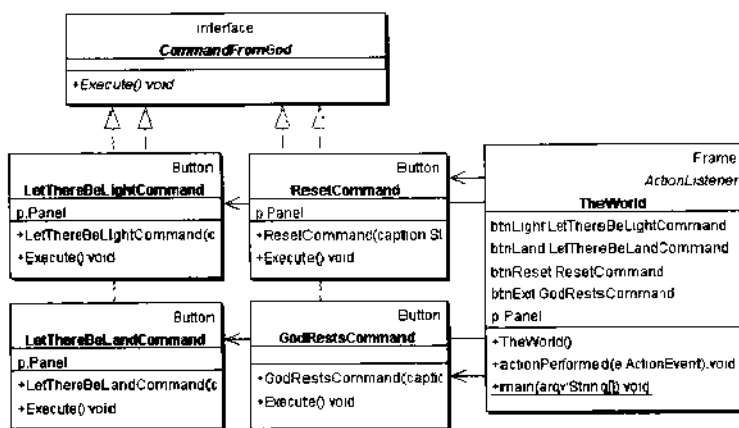 interface
CommandFromGod
+Execute() void
Button
LetThereBeLightCommand
p.Panel
+LetThereBeLightCommand(c
+Execute() void
Button
ResetCommand
p Panel
+ResetCommand(caption St
+Execute() void
Frame
ActionListener
TheWorld
btnLight LetThereBeLightCommand
btnLand LetThereBeLandCommand
btnReset ResetCommand
btnExit GodRestsCommand
p Panel
+TheWorld()
+actionPerformed(e ActionEvent).void
+main(argv:String[]) void
Button
LetThereBeLandCommand
p.Panel
+LetThereBeLandCommand(c
+Execute() void
Button
GodRestsCommand
+GodRestsCommand(captic
+Execute() void